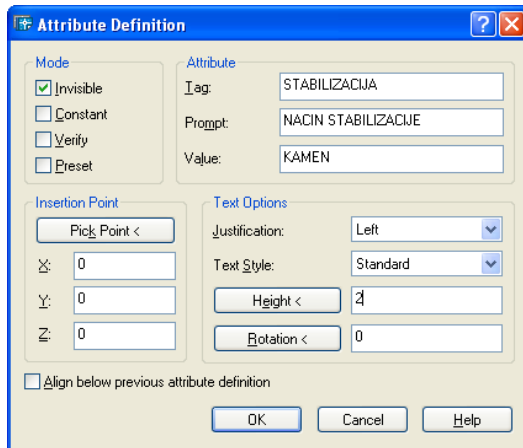 Attribute Definition
Mode
Invisible
Constant
Verify
Preset
Attribute
Tag: STABILIZACIJA
Prompt: NACIN STABILIZACIJE
Value: KAMEN
Insertion Point
Pick Point <
X: 0
Y: 0
Z: 0
Text Options
Justification: Left
Text Style: Standard
Height < 2
Rotation < 0
Align below previous attribute definition
OK Cancel Help